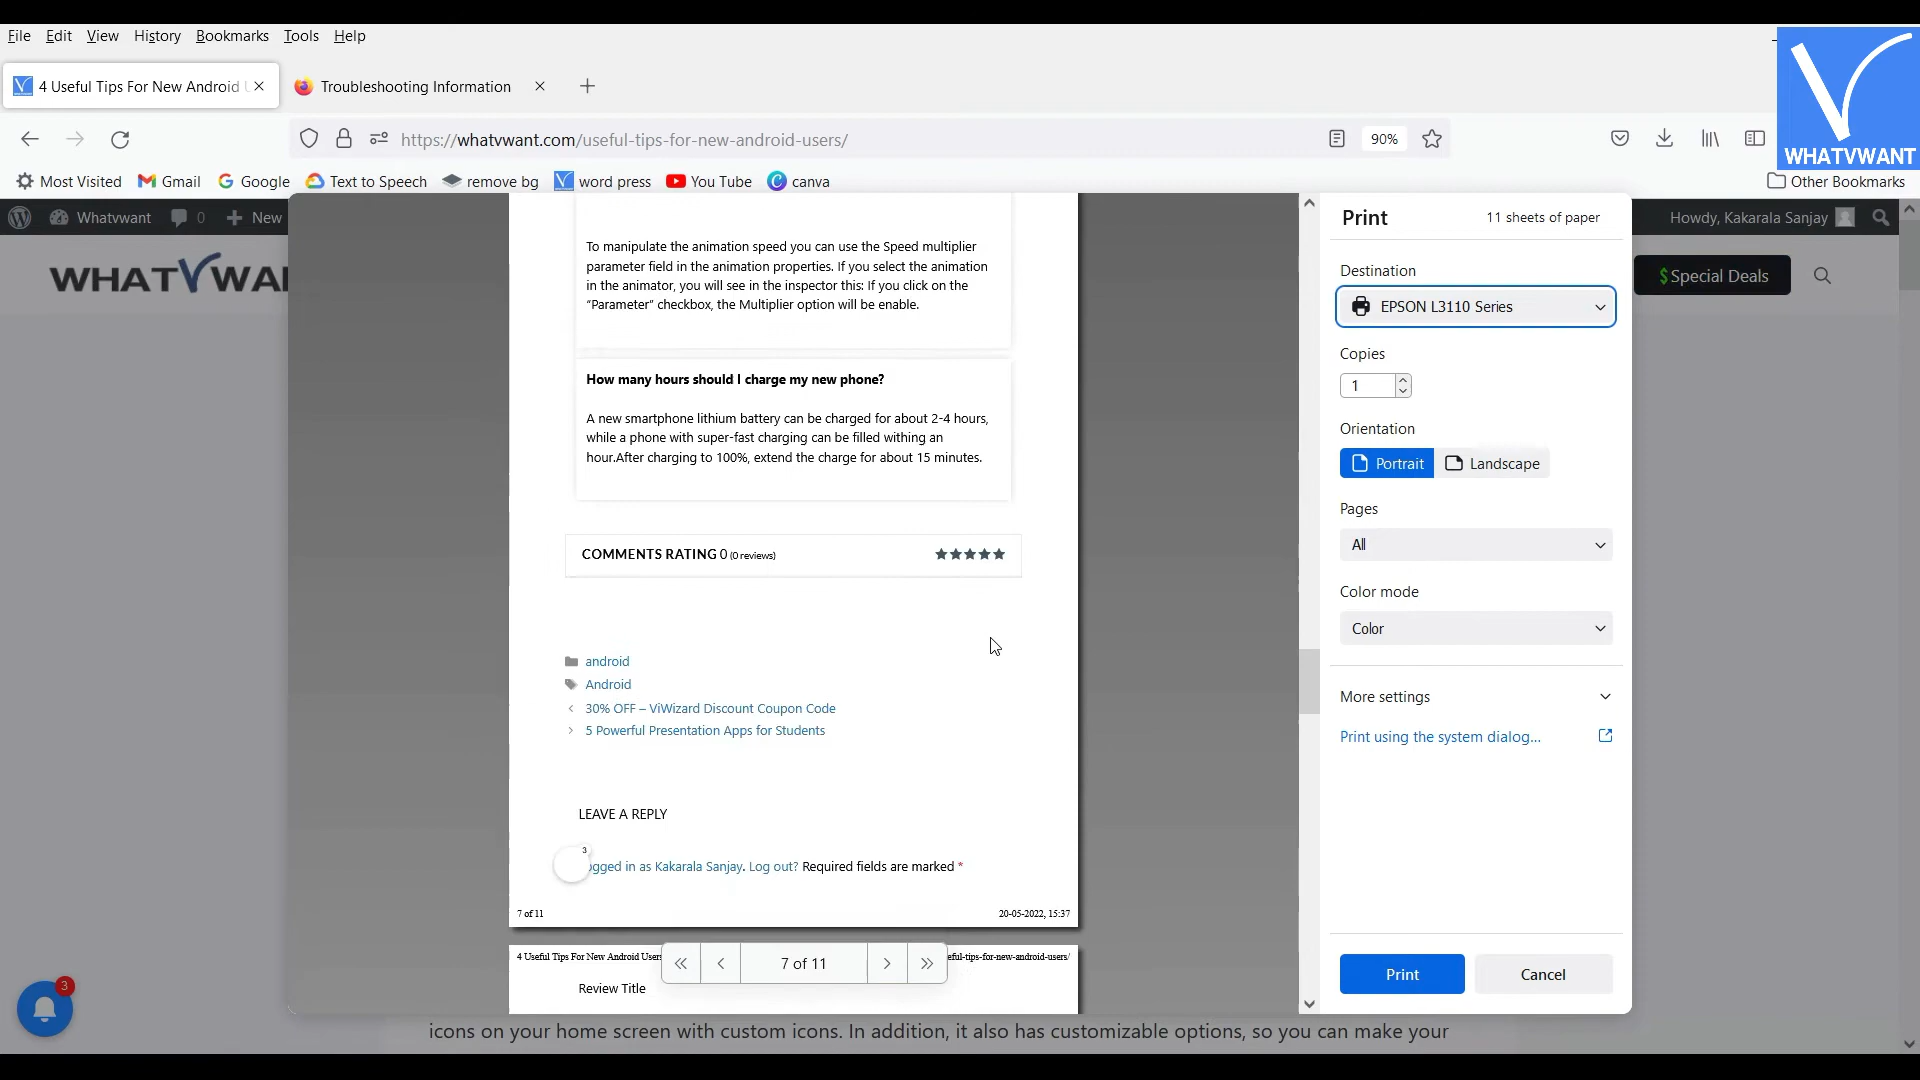 File Edit View History Bookmarks Tools Help
4 Useful Tips For New Android
Troubleshooting Information
https://whatvwant.com/useful-tips-for-new-android-users/
90%
WHATVWANT
Most Visited Gmail Google Text to Speech remove bg word press You Tube canva
Other Bookmarks
Whatvwant 0 New
Howdy, Kakarala Sanjay
WHATVWA
$Special Deals
Print
11 sheets of paper
Destination
EPSON L3110 Series
Copies
1
Orientation
Portrait Landscape
Pages
All
Color mode
Color
More settings
Print using the system dialog...
Print Cancel
To manipulate the animation speed you can use the Speed multiplier
parameter field in the animation properties. If you select the animation
in the animator, you will see in the inspector this: If you click on the
“Parameter” checkbox, the Multiplier option will be enable.
How many hours should I charge my new phone?
A new smartphone lithium battery can be charged for about 2-4 hours,
while a phone with super-fast charging can be filled withing an
hour.After charging to 100%, extend the charge for about 15 minutes.
COMMENTS RATING 0 (0 reviews)
android
Android
30% OFF – ViWizard Discount Coupon Code
5 Powerful Presentation Apps for Students
LEAVE A REPLY
3
ogged in as Kakarala Sanjay. Log out? Required fields are marked *
7 of 11
20-05-2022, 15:37
4 Useful Tips For New Android Users
eful-tips-for-new-android-users/
7 of 11
Review Title
3
icons on your home screen with custom icons. In addition, it also has customizable options, so you can make your